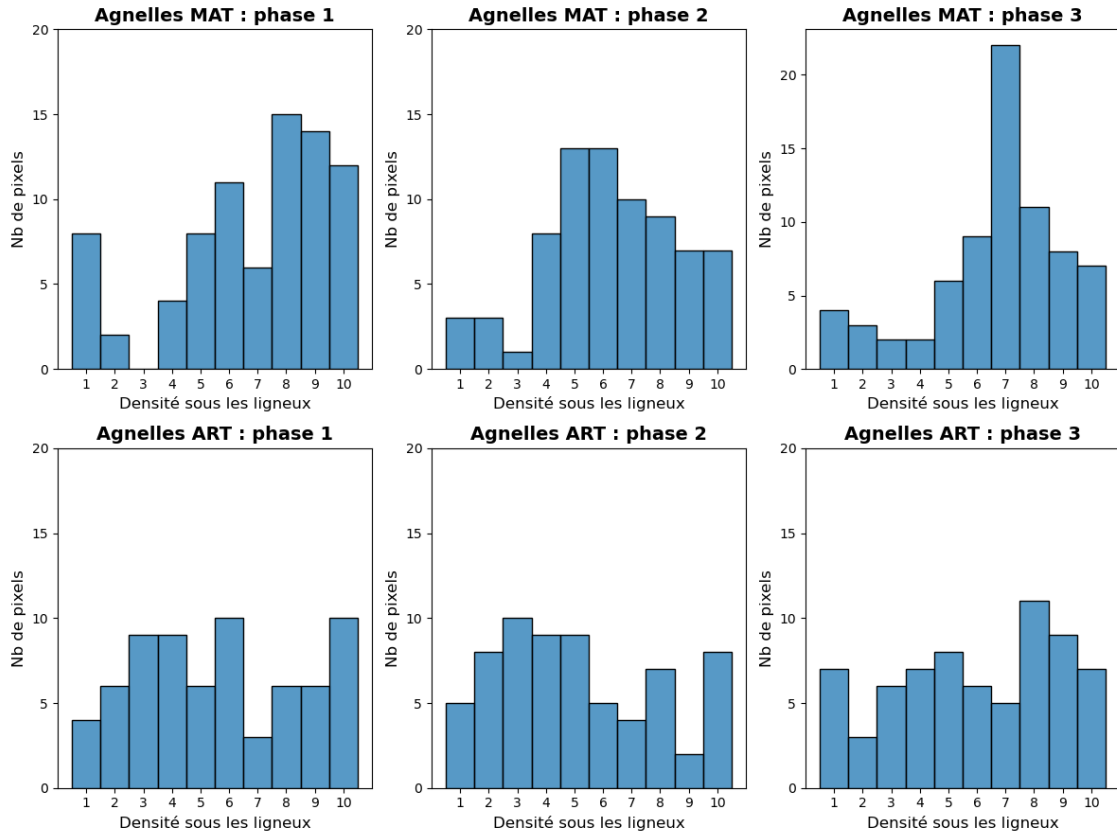 Agnelles MAT : phase 1
20
15
10
5
0
Nb de pixels
1 2 3 4 5 6 7 8 9 10
Densité sous les ligneux
Agnelles MAT : phase 2
20
15
10
5
0
Nb de pixels
1 2 3 4 5 6 7 8 9 10
Densité sous les ligneux
Agnelles MAT : phase 3
20
15
10
5
0
Nb de pixels
1 2 3 4 5 6 7 8 9 10
Densité sous les ligneux
Agnelles ART : phase 1
20
15
10
5
0
Nb de pixels
1 2 3 4 5 6 7 8 9 10
Densité sous les ligneux
Agnelles ART : phase 2
20
15
10
5
0
Nb de pixels
1 2 3 4 5 6 7 8 9 10
Densité sous les ligneux
Agnelles ART : phase 3
20
15
10
5
0
Nb de pixels
1 2 3 4 5 6 7 8 9 10
Densité sous les ligneux